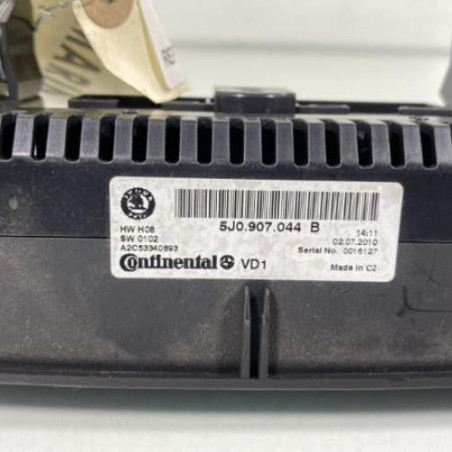 5J0.907.044 B
HW H08
14:11
SW 0102
02.07.2010
A2C53340893
Serial No. 0016127
Continental VD1
Made in CZ